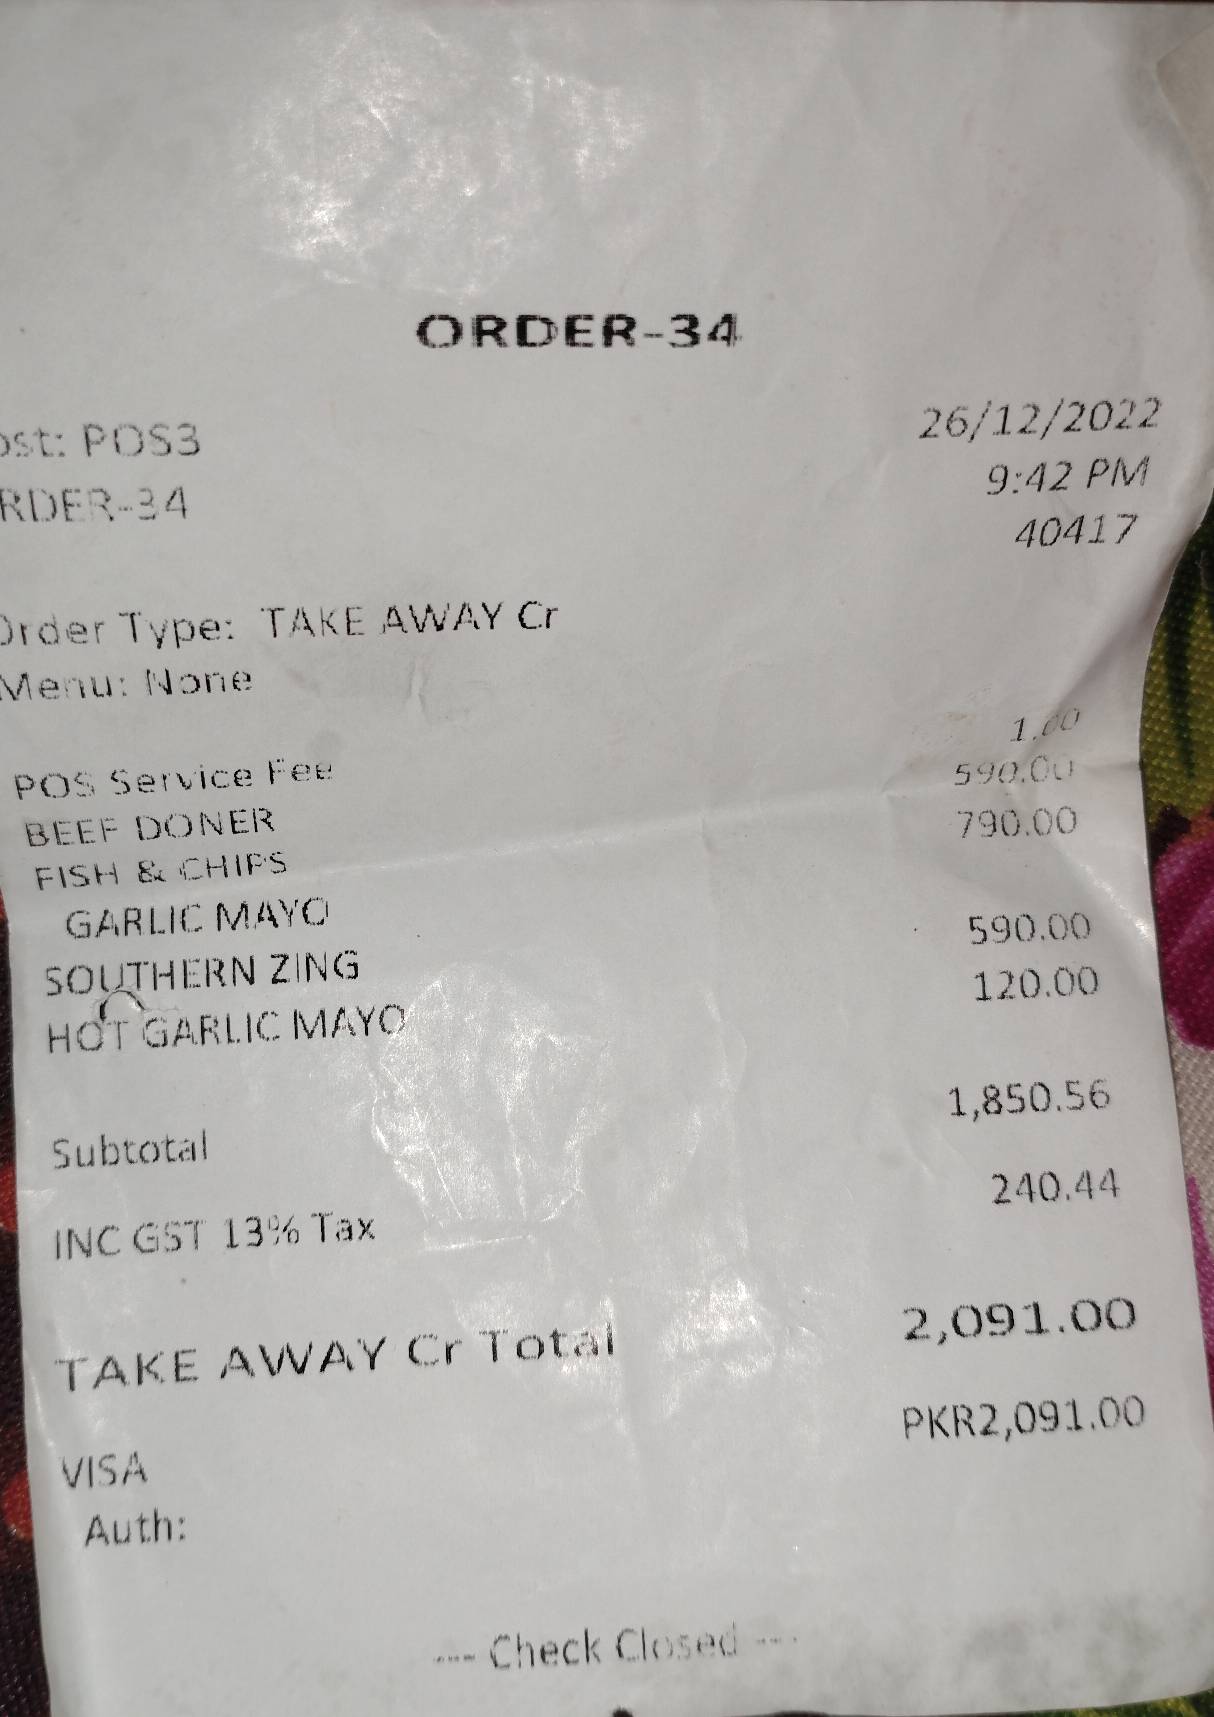 ORDER-34
ost: POS3 26/12/2022
RDER-34 9:42 PM
40417
Order Type: TAKE AWAY Cr
Menu: None
POS Service Fee 1.00
BEEF DONER 590.00
FISH & CHIPS 790.00
GARLIC MAYO
SOUTHERN ZING 590.00
HOT GARLIC MAYO 120.00
Subtotal 1,850.56
INC GST 13% Tax 240.44
TAKE AWAY Cr Total 2,091.00
VISA PKR2,091.00
Auth:
--- Check Closed ---